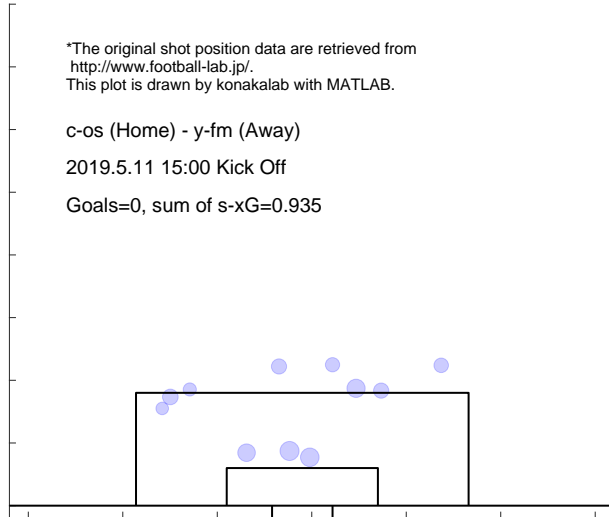 *The original shot position data are retrieved from
http://www.football-lab.jp/.
This plot is drawn by konakalab with MATLAB.
c-os (Home) - y-fm (Away)
2019.5.11 15:00 Kick Off
Goals=0, sum of s-xG=0.935